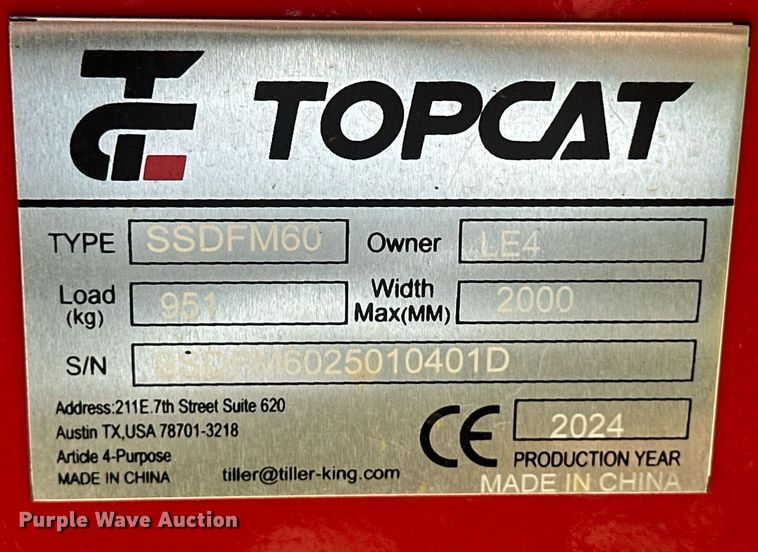 TC TOPCAT
TYPE SSDFM60 Owner LE4
Load (kg) 951 Width Max(MM) 2000
S/N SSDFM6025010401D
Address:211E.7th Street Suite 620
Austin TX,USA 78701-3218
Article 4-Purpose
MADE IN CHINA tiller@tiller-king.com
CE 2024
PRODUCTION YEAR
MADE IN CHINA
Purple Wave Auction